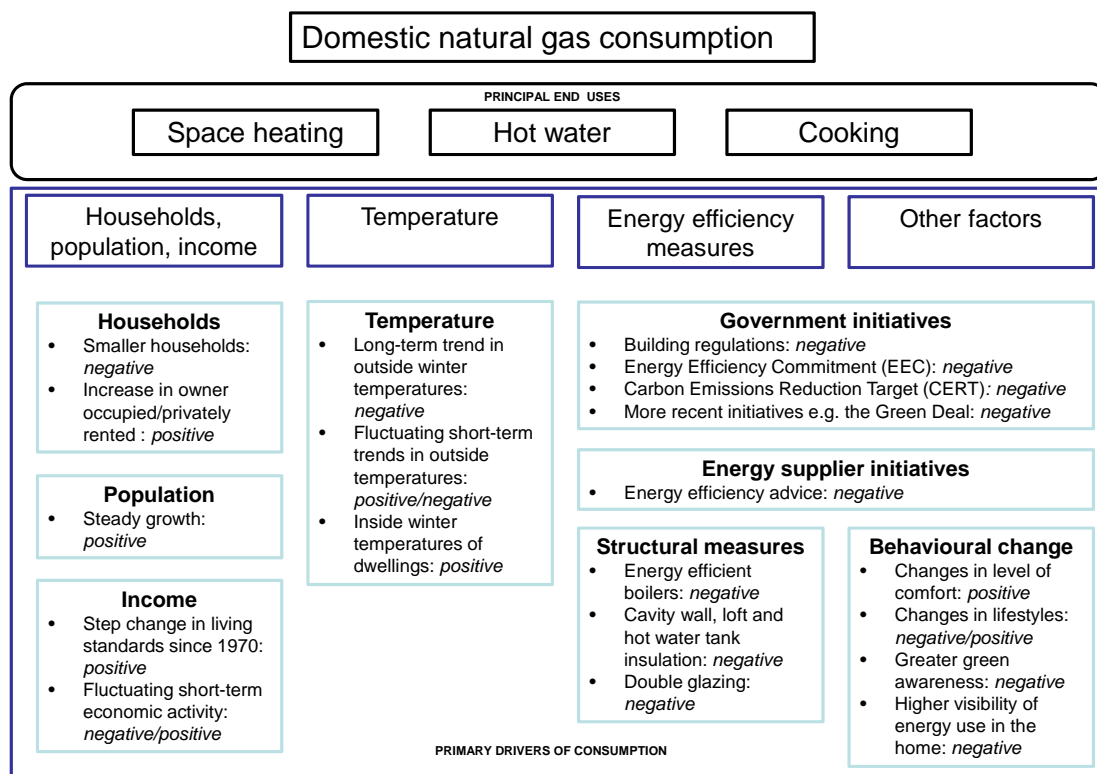 Domestic natural gas consumption
PRINCIPAL END USES
Space heating
Hot water
Cooking
Households,
population, income
Temperature
Energy efficiency
measures
Other factors
Households
• Smaller households:
negative
• Increase in owner
occupied/privately
rented : positive
Population
• Steady growth:
positive
Income
• Step change in living
standards since 1970:
positive
• Fluctuating short-term
economic activity:
negative/positive
Temperature
• Long-term trend in
outside winter
temperatures:
negative
• Fluctuating short-term
trends in outside
temperatures:
positive/negative
• Inside winter
temperatures of
dwellings: positive
Government initiatives
• Building regulations: negative
• Energy Efficiency Commitment (EEC): negative
• Carbon Emissions Reduction Target (CERT): negative
• More recent initiatives e.g. the Green Deal: negative
Energy supplier initiatives
• Energy efficiency advice: negative
Structural measures
• Energy efficient
boilers: negative
• Cavity wall, loft and
hot water tank
insulation: negative
• Double glazing:
negative
Behavioural change
• Changes in level of
comfort: positive
• Changes in lifestyles:
negative/positive
• Greater green
awareness: negative
• Higher visibility of
energy use in the
home: negative
PRIMARY DRIVERS OF CONSUMPTION